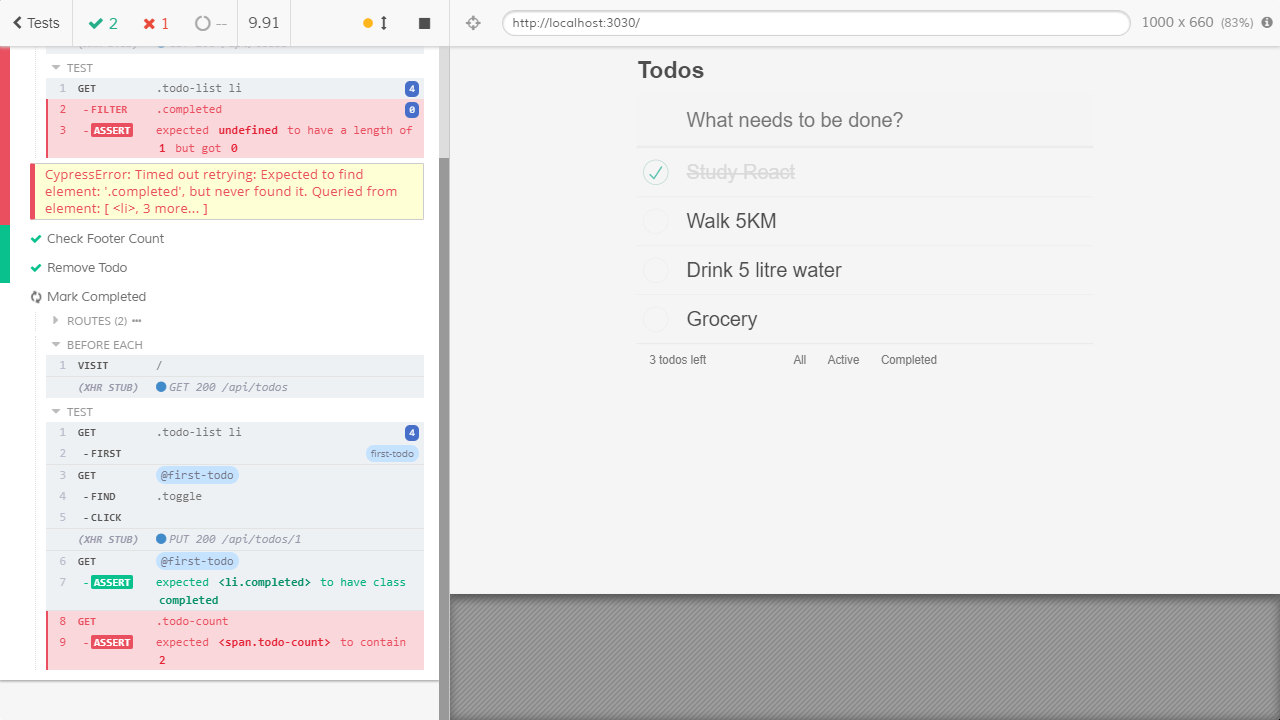 Tests 2 1 -- 9.91
http://localhost:3030/ 1000 x 660 (83%)
TEST
1 GET .todo-list li 4
2 -FILTER .completed 0
3 -ASSERT expected undefined to have a length of
1 but got 0
CypressError: Timed out retrying: Expected to find
element: '.completed', but never found it. Queried from
element: [ <li>, 3 more... ]
Check Footer Count
Remove Todo
Mark Completed
ROUTES (2)
BEFORE EACH
1 VISIT /
(XHR STUB) GET 200 /api/todos
TEST
1 GET .todo-list li 4
2 -FIRST first-todo
3 GET @first-todo
4 -FIND .toggle
5 -CLICK
(XHR STUB) PUT 200 /api/todos/1
6 GET @first-todo
7 -ASSERT expected <li.completed> to have class
completed
8 GET .todo-count
9 -ASSERT expected <span.todo-count> to contain
2
Todos
What needs to be done?
Study React
Walk 5KM
Drink 5 litre water
Grocery
3 todos left All Active Completed